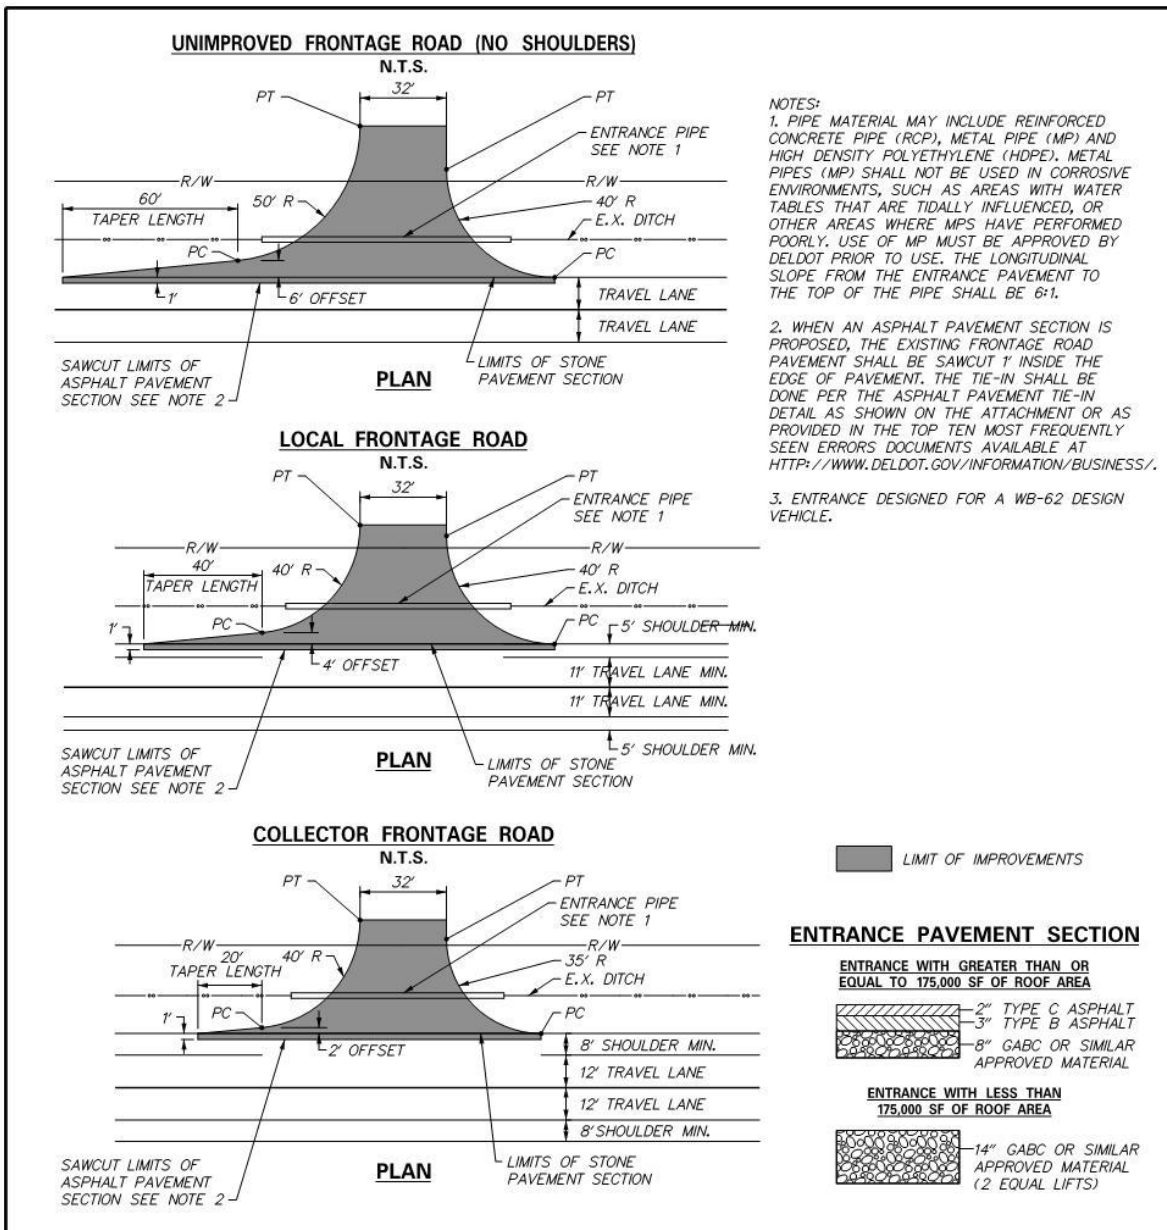 UNIMPROVED FRONTAGE ROAD (NO SHOULDERS)
N.T.S.
32'
PT
PT
ENTRANCE PIPE
SEE NOTE 1
R/W
R/W
60'
TAPER LENGTH
50' R
40' R
E.X. DITCH
PC
PC
1'
6' OFFSET
TRAVEL LANE
TRAVEL LANE
SAWCUT LIMITS OF
ASPHALT PAVEMENT
SECTION SEE NOTE 2
PLAN
LIMITS OF STONE
PAVEMENT SECTION
LOCAL FRONTAGE ROAD
N.T.S.
32'
PT
PT
ENTRANCE PIPE
SEE NOTE 1
R/W
R/W
40'
TAPER LENGTH
40' R
40' R
E.X. DITCH
PC
PC
1'
4' OFFSET
5' SHOULDER MIN.
11' TRAVEL LANE MIN.
11' TRAVEL LANE MIN.
5' SHOULDER MIN.
SAWCUT LIMITS OF
ASPHALT PAVEMENT
SECTION SEE NOTE 2
PLAN
LIMITS OF STONE
PAVEMENT SECTION
COLLECTOR FRONTAGE ROAD
N.T.S.
32'
PT
PT
ENTRANCE PIPE
SEE NOTE 1
R/W
R/W
20'
TAPER LENGTH
40' R
35' R
E.X. DITCH
PC
PC
1'
2' OFFSET
8' SHOULDER MIN.
12' TRAVEL LANE
12' TRAVEL LANE
8' SHOULDER MIN.
SAWCUT LIMITS OF
ASPHALT PAVEMENT
SECTION SEE NOTE 2
PLAN
LIMITS OF STONE
PAVEMENT SECTION
NOTES:
1. PIPE MATERIAL MAY INCLUDE REINFORCED
CONCRETE PIPE (RCP), METAL PIPE (MP) AND
HIGH DENSITY POLYETHYLENE (HDPE). METAL
PIPES (MP) SHALL NOT BE USED IN CORROSIVE
ENVIRONMENTS, SUCH AS AREAS WITH WATER
TABLES THAT ARE TIDALLY INFLUENCED, OR
OTHER AREAS WHERE MPS HAVE PERFORMED
POORLY. USE OF MP MUST BE APPROVED BY
DELDOT PRIOR TO USE. THE LONGITUDINAL
SLOPE FROM THE ENTRANCE PAVEMENT TO
THE TOP OF THE PIPE SHALL BE 6:1.
2. WHEN AN ASPHALT PAVEMENT SECTION IS
PROPOSED, THE EXISTING FRONTAGE ROAD
PAVEMENT SHALL BE SAWCUT 1' INSIDE THE
EDGE OF PAVEMENT. THE TIE-IN SHALL BE
DONE PER THE ASPHALT PAVEMENT TIE-IN
DETAIL AS SHOWN ON THE ATTACHMENT OR AS
PROVIDED IN THE TOP TEN MOST FREQUENTLY
SEEN ERRORS DOCUMENTS AVAILABLE AT
HTTP://WWW.DELDOT.GOV/INFORMATION/BUSINESS/.
3. ENTRANCE DESIGNED FOR A WB-62 DESIGN
VEHICLE.
LIMIT OF IMPROVEMENTS
ENTRANCE PAVEMENT SECTION
ENTRANCE WITH GREATER THAN OR
EQUAL TO 175,000 SF OF ROOF AREA
2" TYPE C ASPHALT
3" TYPE B ASPHALT
8" GABC OR SIMILAR
APPROVED MATERIAL
ENTRANCE WITH LESS THAN
175,000 SF OF ROOF AREA
14" GABC OR SIMILAR
APPROVED MATERIAL
(2 EQUAL LIFTS)